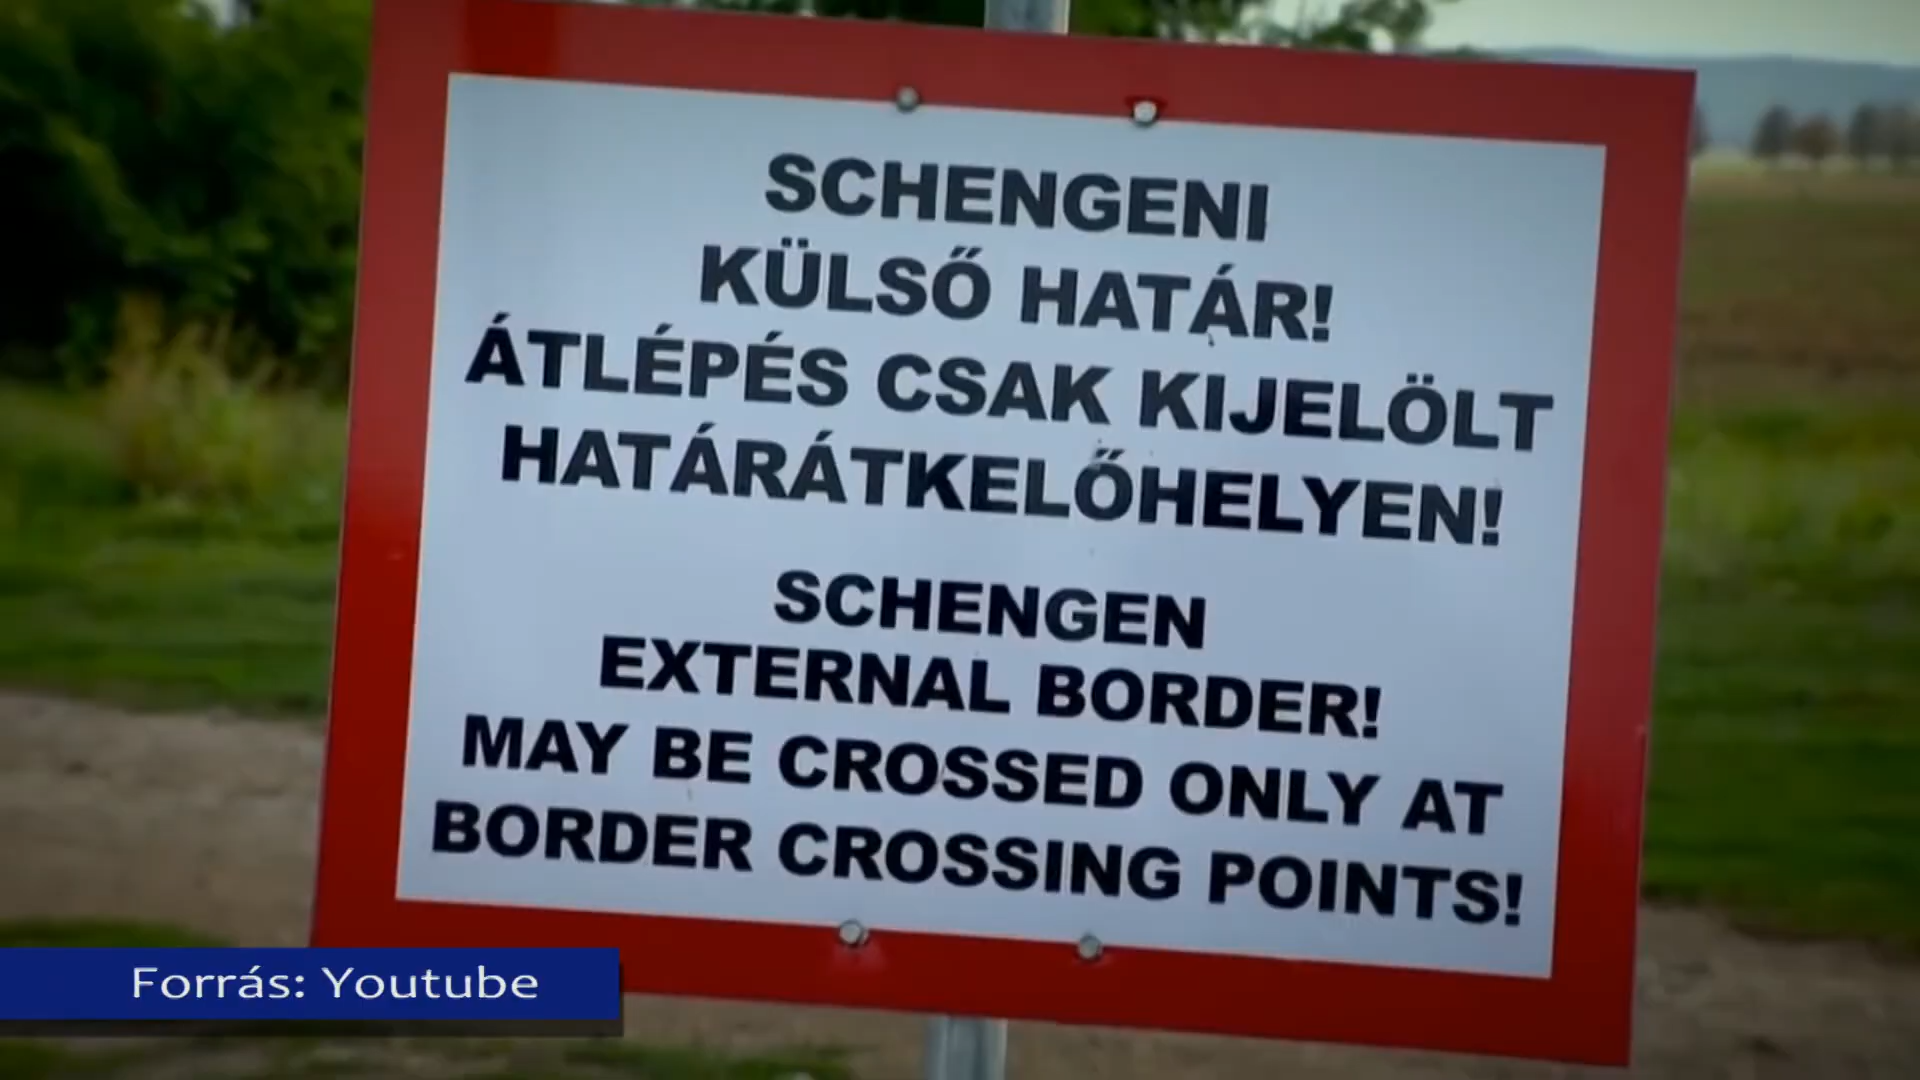 SCHENGENI
KÜLSŐ HATÁR!
ÁTLÉPÉS CSAK KIJELÖLT
HATÁRÁTKELŐHELYEN!
SCHENGEN
EXTERNAL BORDER!
MAY BE CROSSED ONLY AT
BORDER CROSSING POINTS!
Forrás: Youtube